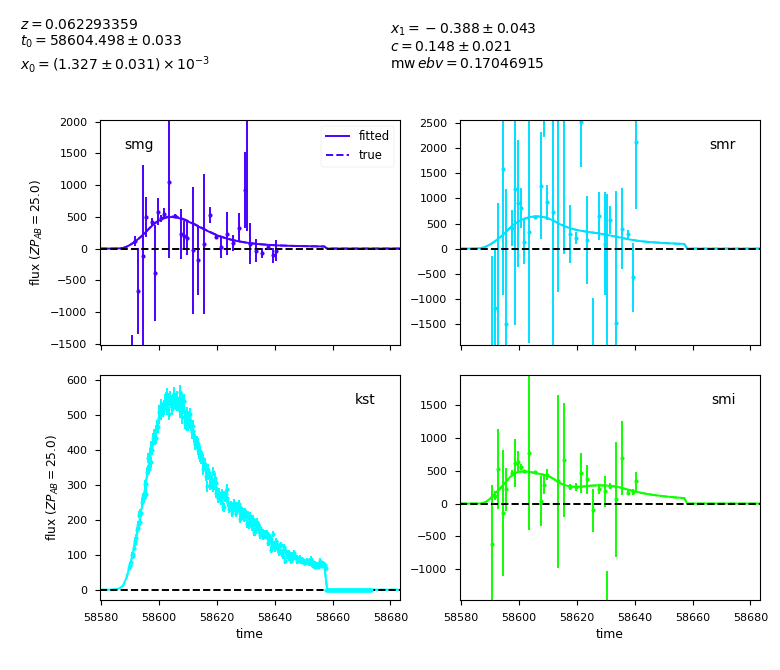 z = 0.062293359
t₀ = 58604.498 ± 0.033
x₀ = (1.327 ± 0.031) × 10⁻³
x₁ = −0.388 ± 0.043
c = 0.148 ± 0.021
mw ebv = 0.17046915
smg
fitted
true
2000
1500
1000
500
0
−500
−1000
−1500
flux (ZP_AB = 25.0)
smr
2500
2000
1500
1000
500
0
−500
−1000
−1500
kst
600
500
400
300
200
100
0
flux (ZP_AB = 25.0)
58580 58600 58620 58640 58660 58680
time
smi
1500
1000
500
0
−500
−1000
58580 58600 58620 58640 58660 58680
time